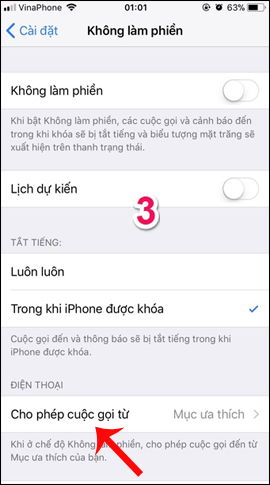 VinaPhone 01:01 63%
Cài đặt Không làm phiền
Không làm phiền
Khi bật Không làm phiền, các cuộc gọi và cảnh báo đến
trong khi khóa sẽ bị tắt tiếng và biểu tượng mặt trăng sẽ
xuất hiện trên thanh trạng thái.
Lịch dự kiến
3
TẮT TIẾNG:
Luôn luôn
Trong khi iPhone được khóa
Cuộc gọi đến và thông báo sẽ bị tắt tiếng trong khi
iPhone được khóa.
ĐIỆN THOẠI
Cho phép cuộc gọi từ Mục ưa thích
Khi ở chế độ Không làm phiền, cho phép cuộc gọi đến từ
Mục ưa thích của bạn.